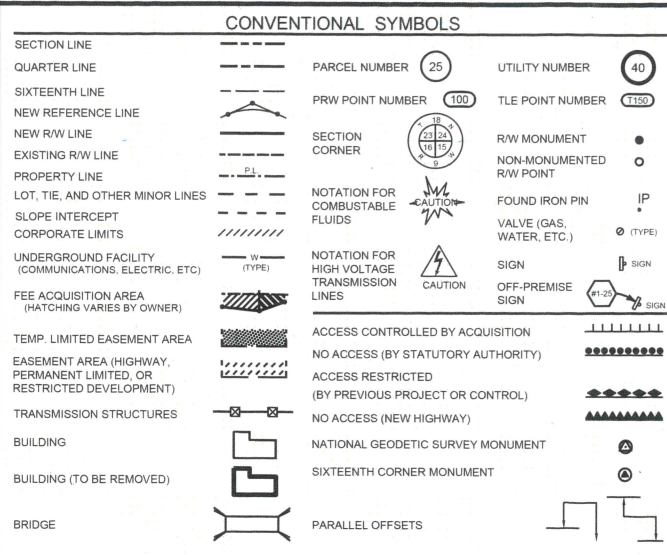 CONVENTIONAL SYMBOLS
SECTION LINE
QUARTER LINE
SIXTEENTH LINE
NEW REFERENCE LINE
NEW R/W LINE
EXISTING R/W LINE
PROPERTY LINE
P.L.
LOT, TIE, AND OTHER MINOR LINES
SLOPE INTERCEPT
CORPORATE LIMITS
UNDERGROUND FACILITY
(COMMUNICATIONS, ELECTRIC, ETC)
W
(TYPE)
FEE ACQUISITION AREA
(HATCHING VARIES BY OWNER)
TEMP. LIMITED EASEMENT AREA
EASEMENT AREA (HIGHWAY,
PERMANENT LIMITED, OR
RESTRICTED DEVELOPMENT)
TRANSMISSION STRUCTURES
BUILDING
BUILDING (TO BE REMOVED)
BRIDGE
PARCEL NUMBER
25
PRW POINT NUMBER
100
SECTION
CORNER
18
T N
23 24
16 15
R W
9
NOTATION FOR
COMBUSTABLE
FLUIDS
CAUTION
NOTATION FOR
HIGH VOLTAGE
TRANSMISSION
LINES
CAUTION
UTILITY NUMBER
40
TLE POINT NUMBER
T150
R/W MONUMENT
NON-MONUMENTED
R/W POINT
FOUND IRON PIN
IP
VALVE (GAS,
WATER, ETC.)
(TYPE)
SIGN
SIGN
OFF-PREMISE
SIGN
#1-25
SIGN
ACCESS CONTROLLED BY ACQUISITION
NO ACCESS (BY STATUTORY AUTHORITY)
ACCESS RESTRICTED
(BY PREVIOUS PROJECT OR CONTROL)
NO ACCESS (NEW HIGHWAY)
NATIONAL GEODETIC SURVEY MONUMENT
SIXTEENTH CORNER MONUMENT
PARALLEL OFFSETS